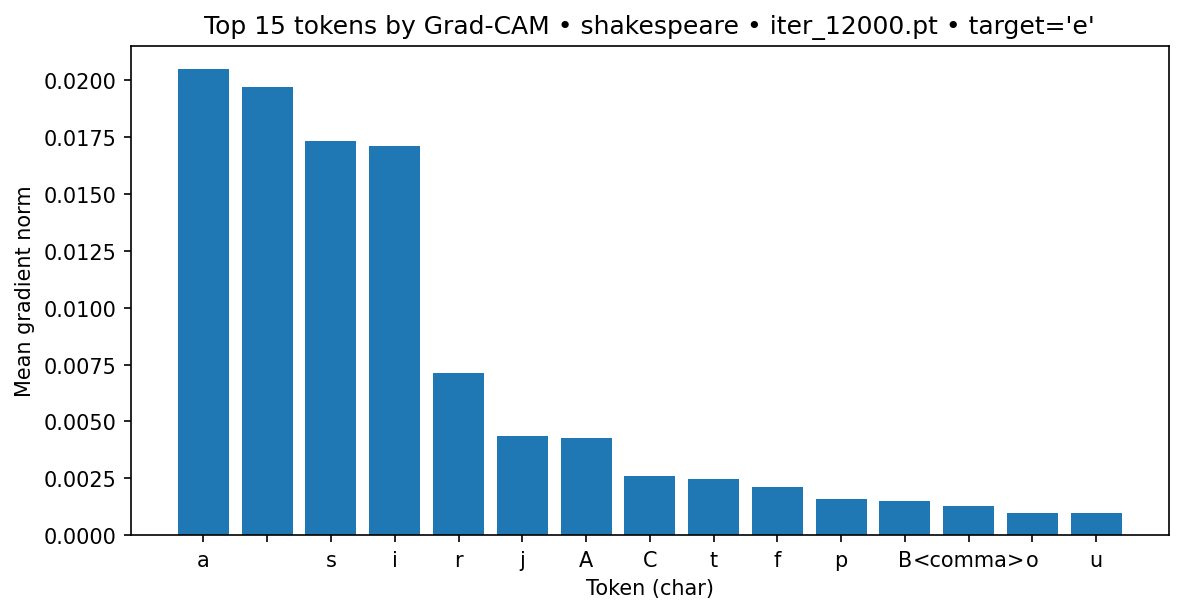 Top 15 tokens by Grad-CAM • shakespeare • iter_12000.pt • target='e'
Mean gradient norm
0.0200
0.0175
0.0150
0.0125
0.0100
0.0075
0.0050
0.0025
0.0000
a s i r j A C t f p B<comma>o u
Token (char)